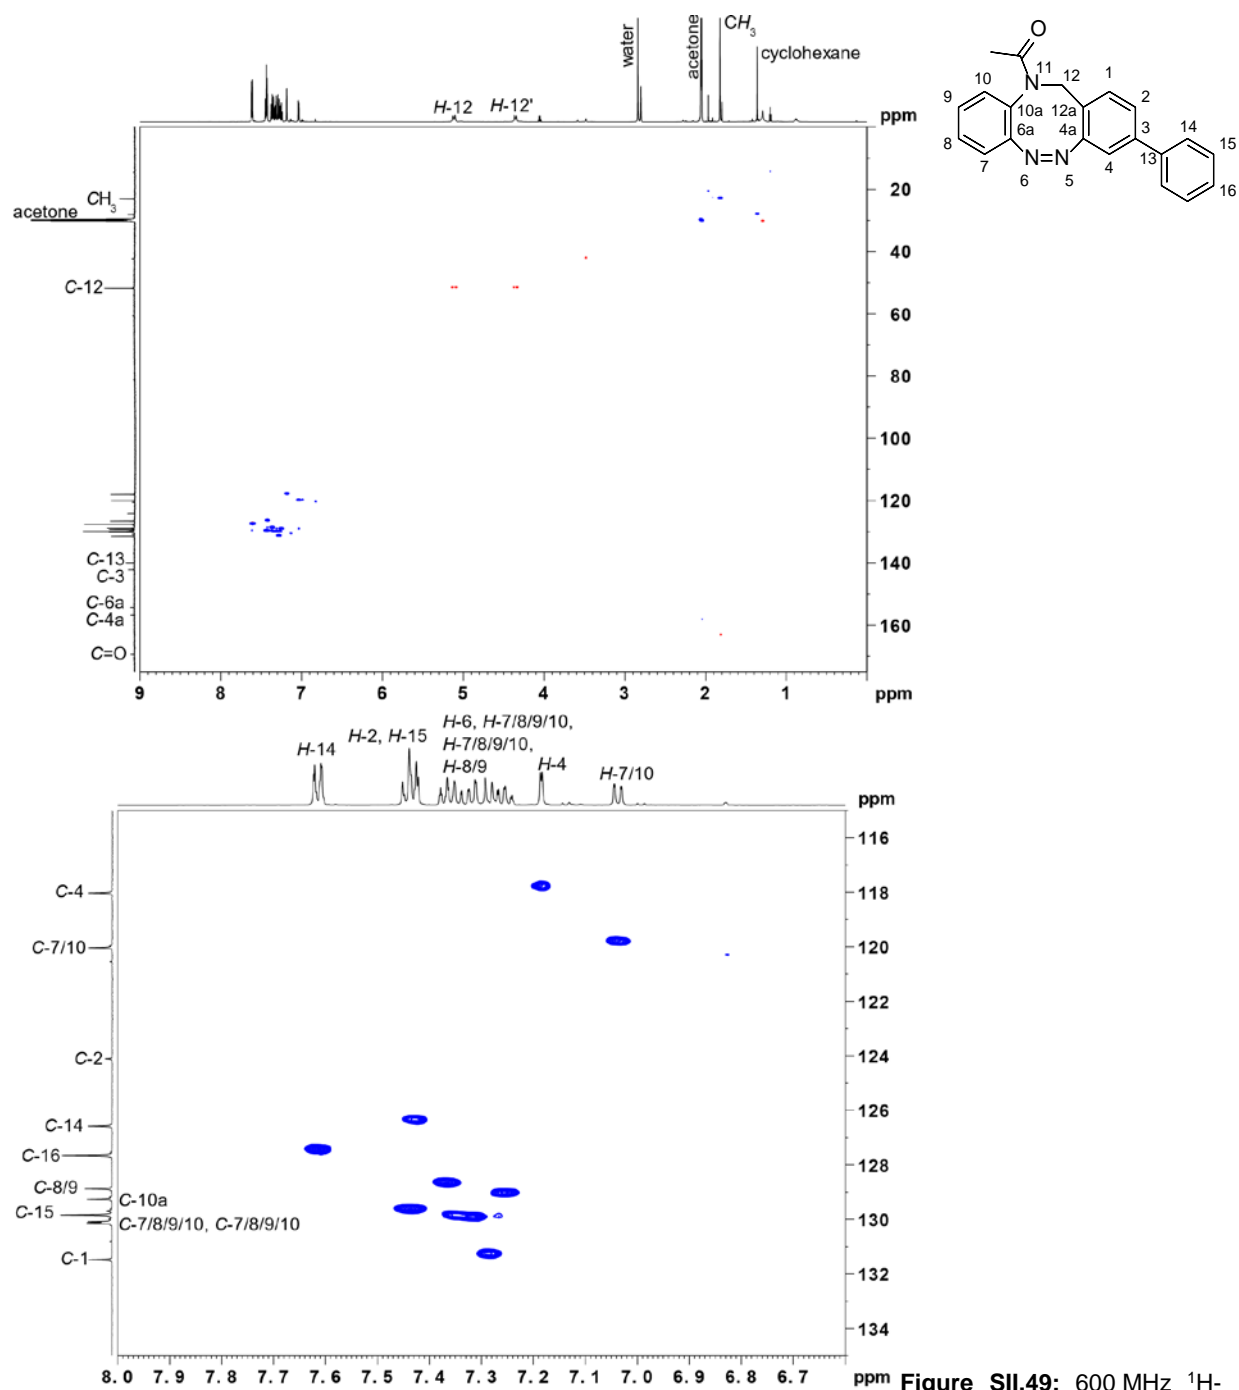 water
acetone
CH3
cyclohexane
H-12
H-12'
ppm
CH3
acetone
C-12
C-13
C-3
C-6a
C-4a
C=O
20
40
60
80
100
120
140
160
9 8 7 6 5 4 3 2 1 ppm
O
N
11
12
1
10
9
10a
12a
2
8
6a
4a
3
14
15
7
N=N
6
5
4
13
16
H-14
H-2, H-15
H-6, H-7/8/9/10,
H-7/8/9/10,
H-8/9
H-4
H-7/10
ppm
C-4
C-7/10
C-2
C-14
C-16
C-8/9
C-10a
C-15
C-7/8/9/10, C-7/8/9/10
C-1
116
118
120
122
124
126
128
130
132
134
8.0 7.9 7.8 7.7 7.6 7.5 7.4 7.3 7.2 7.1 7.0 6.9 6.8 6.7 ppm
Figure SII.49: 600 MHz ¹H-